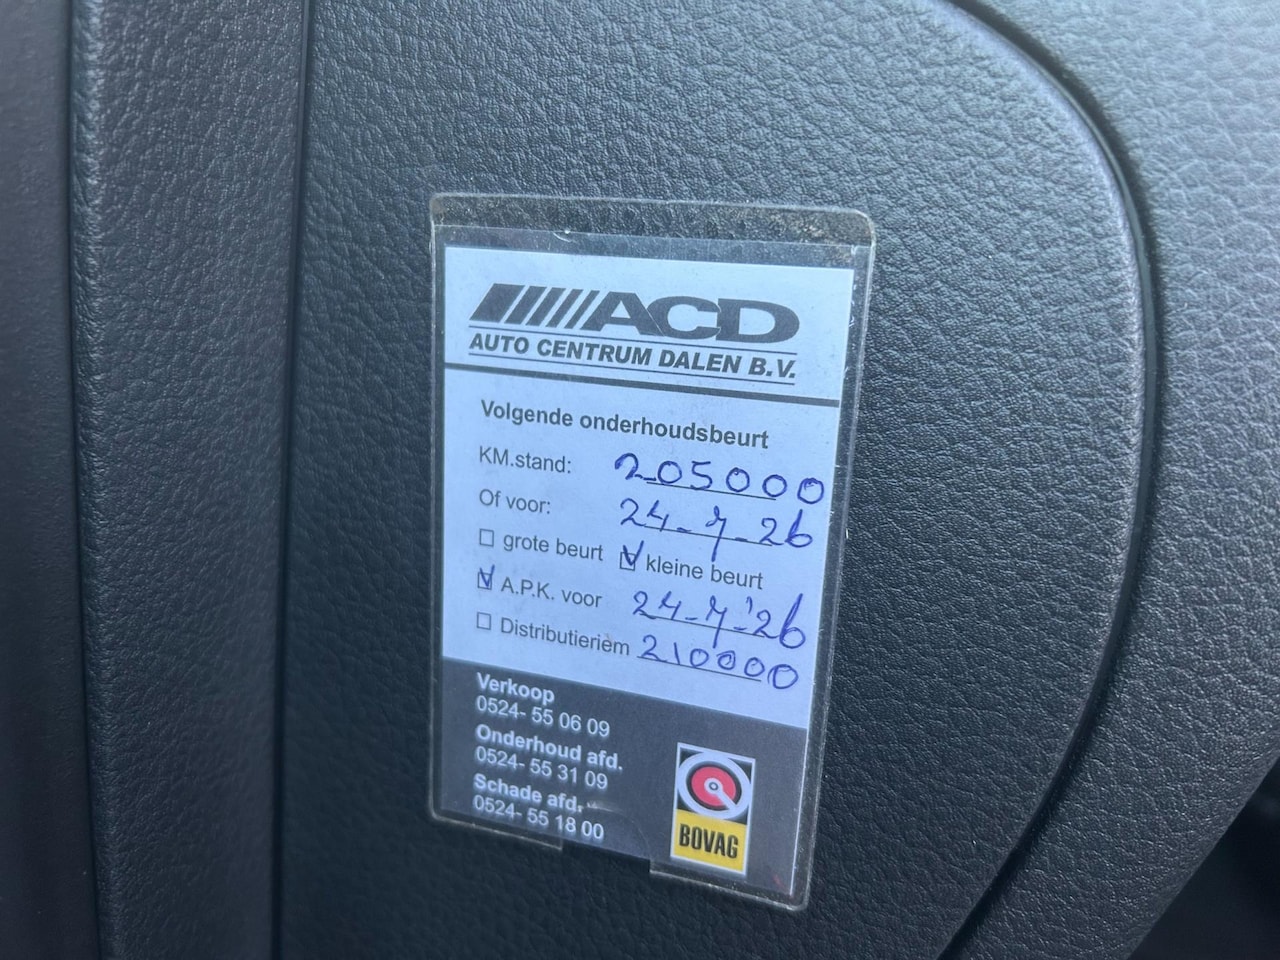 ACD
AUTO CENTRUM DALEN B.V.
Volgende onderhoudsbeurt
KM.stand: 205000
Of voor: 24-7-26
grote beurt kleine beurt
A.P.K. voor 24-7-'26
Distributieriem 210000
Verkoop
0524- 55 06 09
Onderhoud afd.
0524- 55 31 09
Schade afd.
0524- 55 18 00
BOVAG